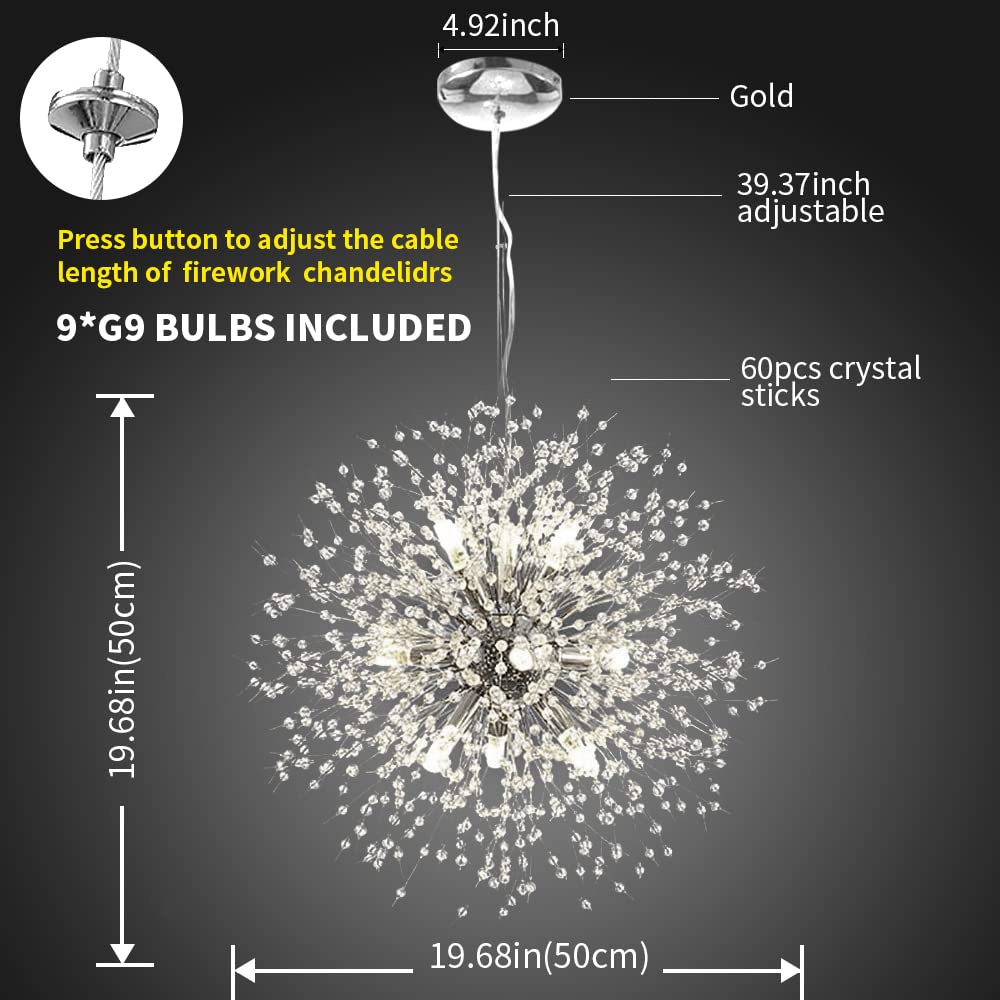 4.92inch
Gold
39.37inch
adjustable
Press button to adjust the cable
length of firework chandelidrs
9*G9 BULBS INCLUDED
60pcs crystal
sticks
19.68in(50cm)
19.68in(50cm)